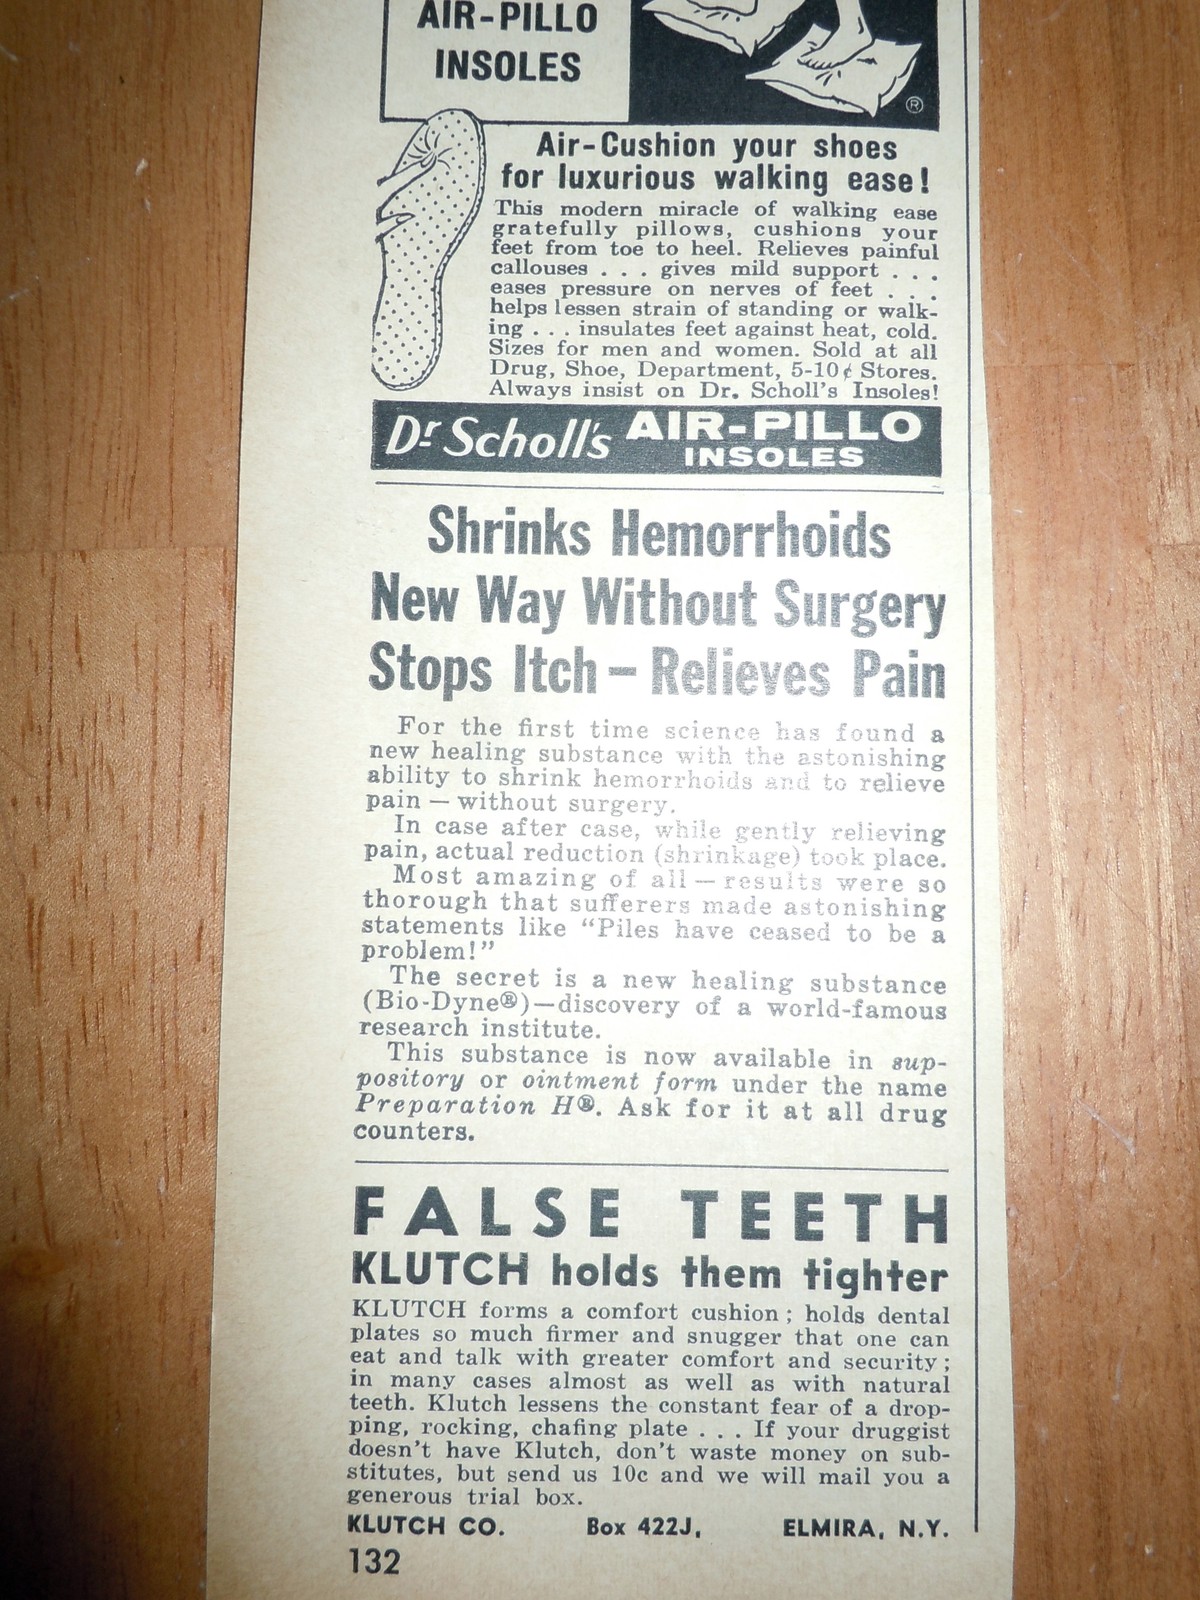 AIR-PILLO
INSOLES
®
Air-Cushion your shoes
for luxurious walking ease!
This modern miracle of walking ease
gratefully pillows, cushions your
feet from toe to heel. Relieves painful
callouses . . . gives mild support . . .
eases pressure on nerves of feet . . .
helps lessen strain of standing or walk-
ing . . . insulates feet against heat, cold.
Sizes for men and women. Sold at all
Drug, Shoe, Department, 5-10¢ Stores.
Always insist on Dr. Scholl's Insoles!
Dr Scholl's AIR-PILLO
INSOLES
Shrinks Hemorrhoids
New Way Without Surgery
Stops Itch – Relieves Pain
For the first time science has found a
new healing substance with the astonishing
ability to shrink hemorrhoids and to relieve
pain — without surgery.
In case after case, while gently relieving
pain, actual reduction (shrinkage) took place.
Most amazing of all — results were so
thorough that sufferers made astonishing
statements like “Piles have ceased to be a
problem!”
The secret is a new healing substance
(Bio-Dyne®)—discovery of a world-famous
research institute.
This substance is now available in sup-
pository or ointment form under the name
Preparation H®. Ask for it at all drug
counters.
FALSE TEETH
KLUTCH holds them tighter
KLUTCH forms a comfort cushion; holds dental
plates so much firmer and snugger that one can
eat and talk with greater comfort and security;
in many cases almost as well as with natural
teeth. Klutch lessens the constant fear of a drop-
ping, rocking, chafing plate . . . If your druggist
doesn't have Klutch, don't waste money on sub-
stitutes, but send us 10c and we will mail you a
generous trial box.
KLUTCH CO. Box 422J, ELMIRA, N.Y.
132